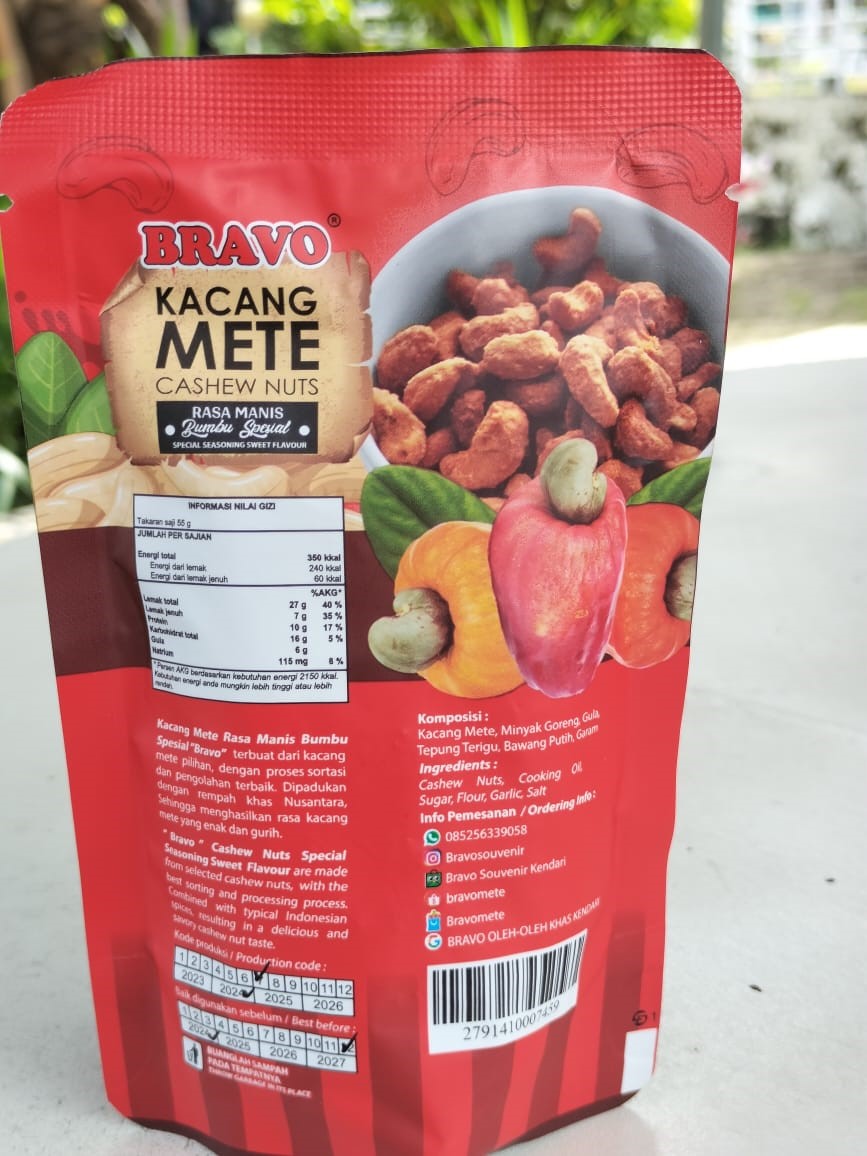 BRAVO®
KACANG
METE
CASHEW NUTS
RASA MANIS
• Bumbu Spesial •
SPECIAL SEASONING SWEET FLAVOUR
INFORMASI NILAI GIZI
Takaran saji 55 g
JUMLAH PER SAJIAN
Energi total 350 kkal
Energi dari lemak 240 kkal
Energi dari lemak jenuh 60 kkal
%AKG*
Lemak total 27 g 40 %
Lemak jenuh 7 g 35 %
Protein 10 g 17 %
Karbohidrat total 16 g 5 %
Gula 6 g
Natrium 115 mg 8 %
*Persen AKG berdasarkan kebutuhan energi 2150 kkal.
Kebutuhan energi anda mungkin lebih tinggi atau lebih
rendah.
Kacang Mete Rasa Manis Bumbu
Spesial "Bravo" terbuat dari kacang
mete pilihan, dengan proses sortasi
dan pengolahan terbaik. Dipadukan
dengan rempah khas Nusantara,
Sehingga menghasilkan rasa kacang
mete yang enak dan gurih.
"Bravo" Cashew Nuts Special
Seasoning Sweet Flavour are made
from selected cashew nuts, with the
best sorting and processing process.
Combined with typical Indonesian
spices, resulting in a delicious and
savory cashew nut taste.
Kode produksi / Production code :
1 2 3 4 5 6 8 9 10 11 12
2023 2024 2025 2026
Baik digunakan sebelum / Best before :
1 2 3 4 5 6 7 8 9 10 11 12
2024 2025 2026 2027
BUANGLAH SAMPAH
PADA TEMPATNYA
THROW GARBAGE IN ITS PLACE
Komposisi :
Kacang Mete, Minyak Goreng, Gula,
Tepung Terigu, Bawang Putih, Garam
Ingredients :
Cashew Nuts, Cooking Oil,
Sugar, Flour, Garlic, Salt
Info Pemesanan / Ordering Info :
085256339058
Bravosouvenir
Bravo Souvenir Kendari
bravomete
Bravomete
BRAVO OLEH-OLEH KHAS KENDARI
2791410007459